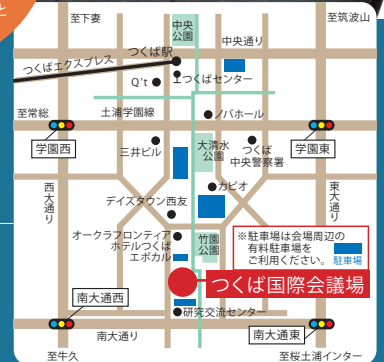 と
至下妻
中央
公園
至筑波山
つくば駅
中央通り
つくばエクスプレス
Q't
つくばセンター
至常総
土浦学園線
ノバホール
学園西
三井ビル
大清水
公園
つくば
中央警察署
学園東
西大通り
カピオ
東大通り
デイズタウン西友
オークラフロンティア
ホテルつくば
エポカル
竹園
公園
※駐車場は会場周辺の
有料駐車場を
ご利用ください。
駐車場
つくば国際会議場
南大通西
研究交流センター
南大通り
南大通東
至牛久
至桜土浦インター